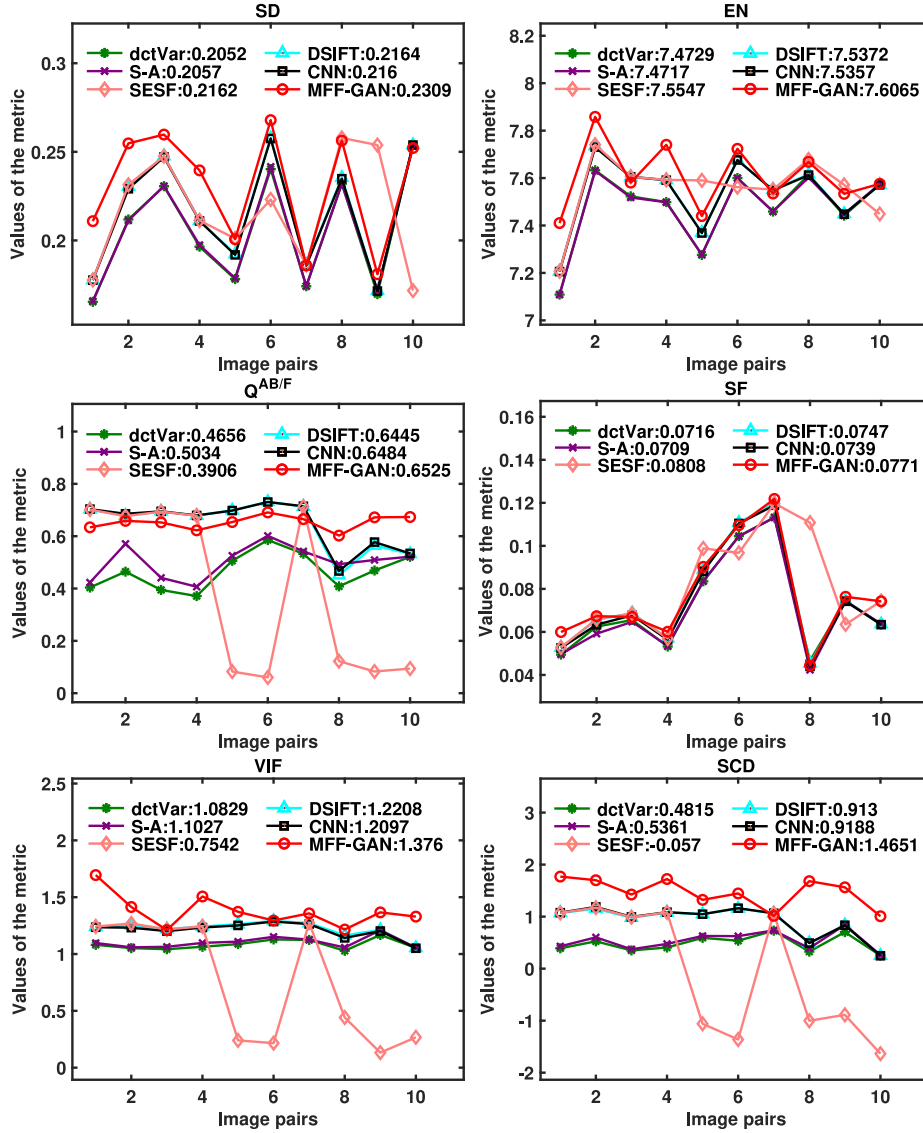 SD
Values of the metric
0.3
0.25
0.2
dctVar:0.2052
S-A:0.2057
SESF:0.2162
DSIFT:0.2164
CNN:0.216
MFF-GAN:0.2309
2 4 6 8 10
Image pairs
EN
Values of the metric
8.2
8
7.8
7.6
7.4
7.2
7
dctVar:7.4729
S-A:7.4717
SESF:7.5547
DSIFT:7.5372
CNN:7.5357
MFF-GAN:7.6065
2 4 6 8 10
Image pairs
Q^AB/F
Values of the metric
1
0.8
0.6
0.4
0.2
0
dctVar:0.4656
S-A:0.5034
SESF:0.3906
DSIFT:0.6445
CNN:0.6484
MFF-GAN:0.6525
2 4 6 8 10
Image pairs
SF
Values of the metric
0.16
0.14
0.12
0.1
0.08
0.06
0.04
dctVar:0.0716
S-A:0.0709
SESF:0.0808
DSIFT:0.0747
CNN:0.0739
MFF-GAN:0.0771
2 4 6 8 10
Image pairs
VIF
Values of the metric
2.5
2
1.5
1
0.5
0
dctVar:1.0829
S-A:1.1027
SESF:0.7542
DSIFT:1.2208
CNN:1.2097
MFF-GAN:1.376
2 4 6 8 10
Image pairs
SCD
Values of the metric
3
2
1
0
-1
-2
dctVar:0.4815
S-A:0.5361
SESF:-0.057
DSIFT:0.913
CNN:0.9188
MFF-GAN:1.4651
2 4 6 8 10
Image pairs